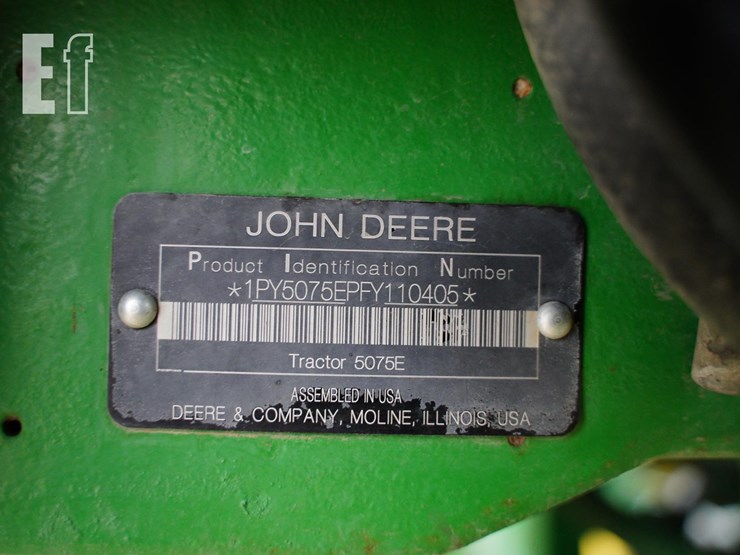 Ef
JOHN DEERE
Product Identification Number
*1PY5075EPFY110405*
Tractor 5075E
ASSEMBLED IN USA
DEERE & COMPANY, MOLINE, ILLINOIS, USA